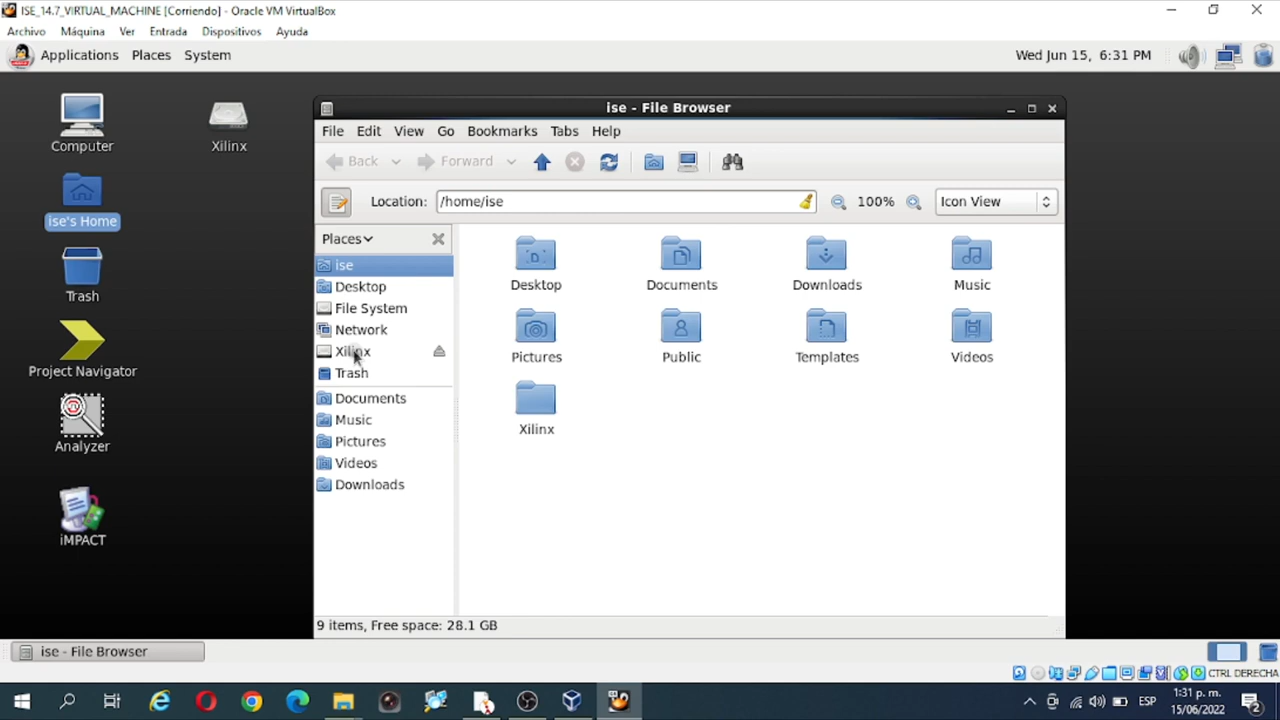 ISE_14.7_VIRTUAL_MACHINE [Corriendo] - Oracle VM VirtualBox
Archivo Máquina Ver Entrada Dispositivos Ayuda
Applications Places System Wed Jun 15, 6:31 PM
Computer
Xilinx
ise's Home
Trash
Project Navigator
Analyzer
iMPACT
ise - File Browser
File Edit View Go Bookmarks Tabs Help
Back Forward
Location: /home/ise 100% Icon View
Places
ise
Desktop
File System
Network
Xilinx
Trash
Documents
Music
Pictures
Videos
Downloads
Desktop Documents Downloads Music
Pictures Public Templates Videos
Xilinx
9 items, Free space: 28.1 GB
ise - File Browser
CTRL DERECHA
ESP
1:31 p. m.
15/06/2022
2